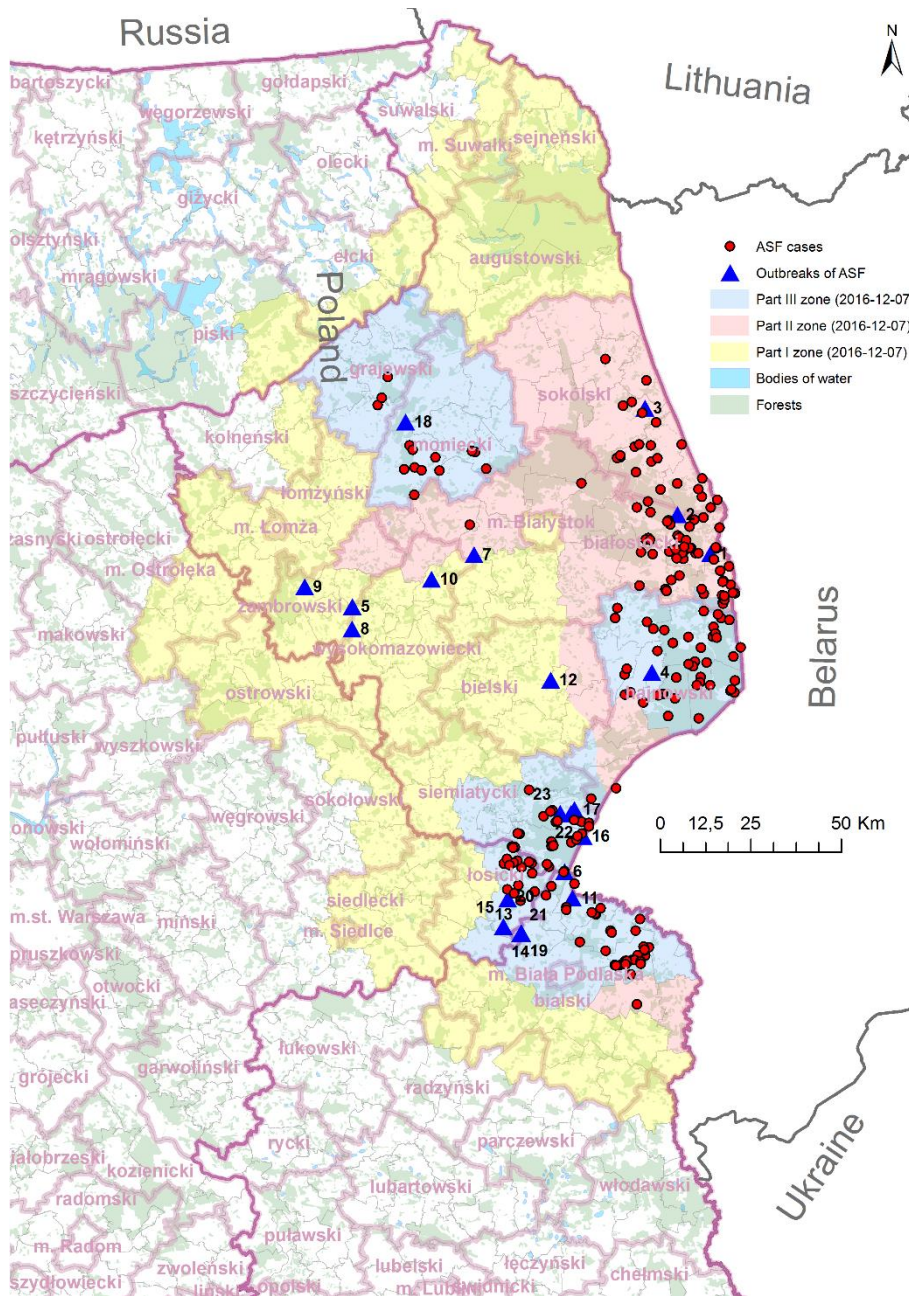 Russia
Lithuania
N
bartoszycki
gołdapski
węgorzewski
suwalski
kętrzyński
sejneński
m. Suwałki
olecki
giżycki
olsztyński
ełcki
augustowski
mrągowski
Poland
ASF cases
Outbreaks of ASF
Part III zone (2016-12-07
Part II zone (2016-12-07)
Part I zone (2016-12-07)
Bodies of water
Forests
piski
grajewski
szczycieński
sokólski
3
18
kolneński
moniecki
łomżyński
m. Łomża
m. Białystok
2
ostrołęcki
m. Ostrołęka
białostocki
1
7
10
9
zambrowski
5
makowski
8
wysokomazowiecki
Belarus
ostrowski
bielski
12
4
hajnowski
pułtuski
wyszkowski
sokołowski
siemiatycki
23
17
węgrowski
22
16
0 12,5 25 50 Km
wołomiński
łosicki
6
siedlecki
15
20
11
m.st. Warszawa
miński
m. Siedlce
13
21
pruszkowski
14
19
otwocki
m. Biała Podlaska
bialski
garwoliński
łukowski
grójecki
radzyński
rycki
parczewski
kozienicki
włodawski
Ukraine
radomski
lubartowski
puławski
m. Radom
zwoleński
lubelski
łęczyński
chełmski
szydłowiecki